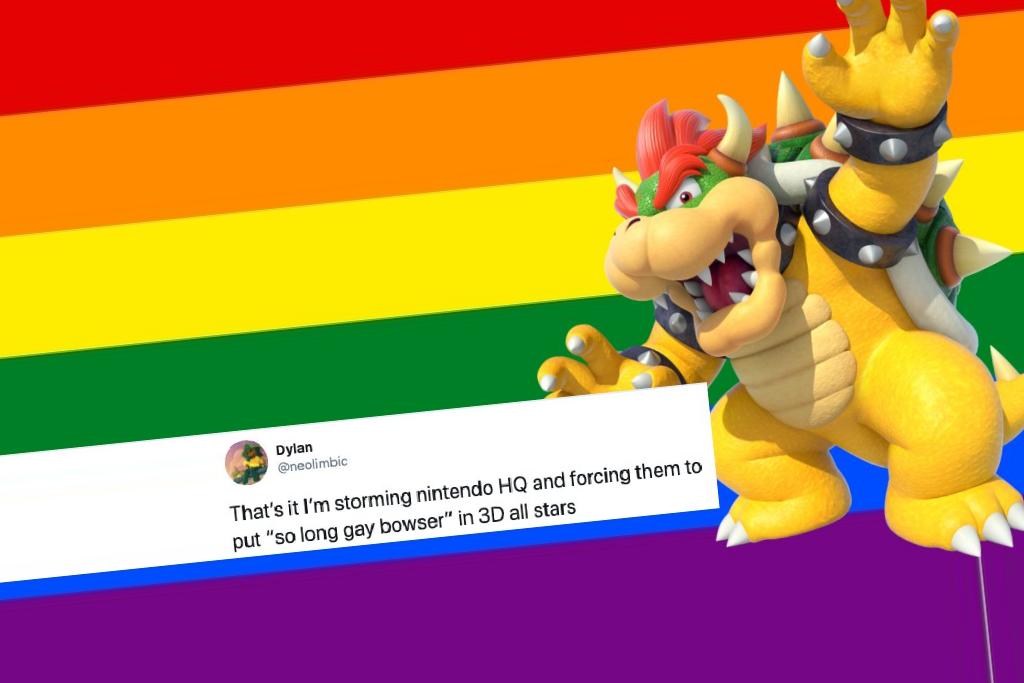 Dylan
@neolimbic
That's it I'm storming nintendo HQ and forcing them to
put "so long gay bowser" in 3D all stars